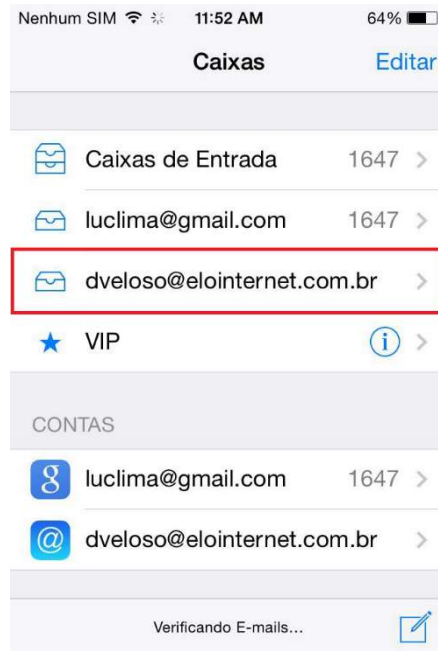 Nenhum SIM 11:52 AM 64%
Caixas Editar
Caixas de Entrada 1647
luclima@gmail.com 1647
dveloso@elointernet.com.br
VIP i
CONTAS
g luclima@gmail.com 1647
@ dveloso@elointernet.com.br
Verificando E-mails...